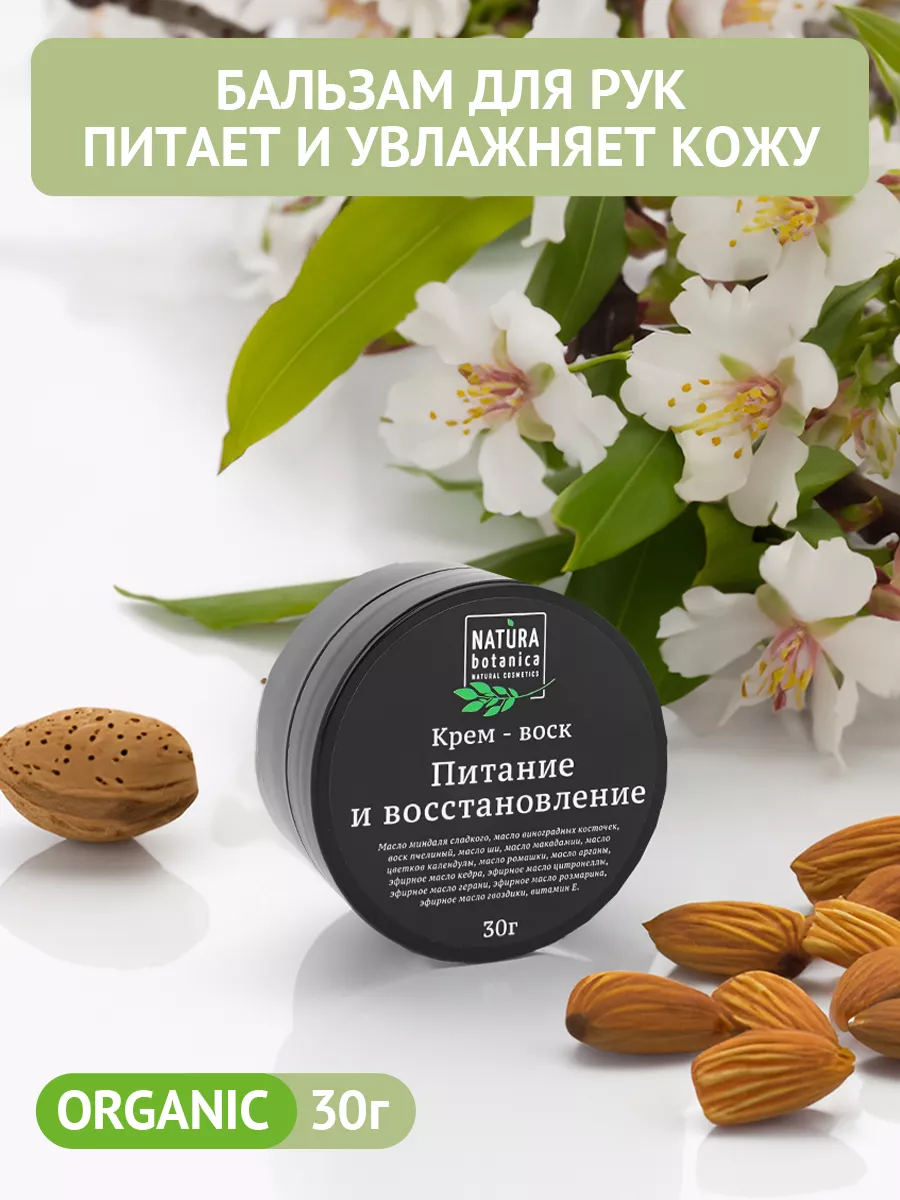 БАЛЬЗАМ ДЛЯ РУК
ПИТАЕТ И УВЛАЖНЯЕТ КОЖУ
NATURA
botanica
NATURAL COSMETICS
Крем - воск
Питание
и восстановление
Масло миндаля сладкого, масло виноградных косточек,
воск пчелиный, масло ши, масло макадамии, масло
цветков календулы, масло ромашки, масло арганы,
эфирное масло кедра, эфирное масло цитронеллы,
эфирное масло герани, эфирное масло розмарина,
эфирное масло гвоздики, витамин Е.
30г
ORGANIC 30г